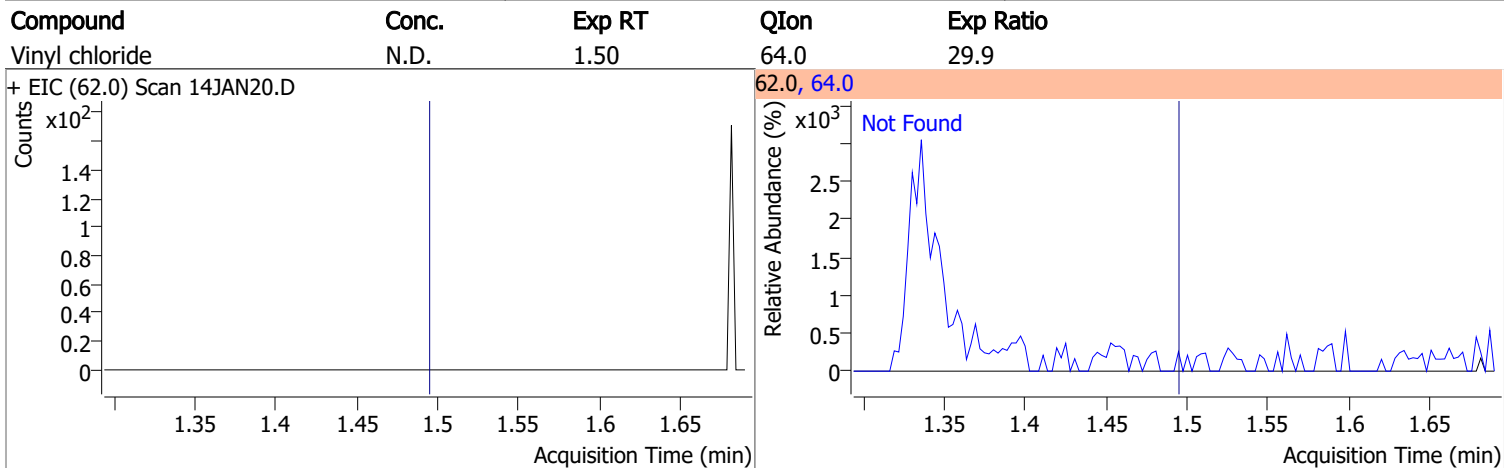 Compound Conc. Exp RT QIon Exp Ratio
Vinyl chloride N.D. 1.50 64.0 29.9
+ EIC (62.0) Scan 14JAN20.D
Counts
x10²
1.4
1.2
1
0.8
0.6
0.4
0.2
0
1.35 1.4 1.45 1.5 1.55 1.6 1.65
Acquisition Time (min)
62.0, 64.0
Relative Abundance (%)
x10³
Not Found
2.5
2
1.5
1
0.5
0
1.35 1.4 1.45 1.5 1.55 1.6 1.65
Acquisition Time (min)